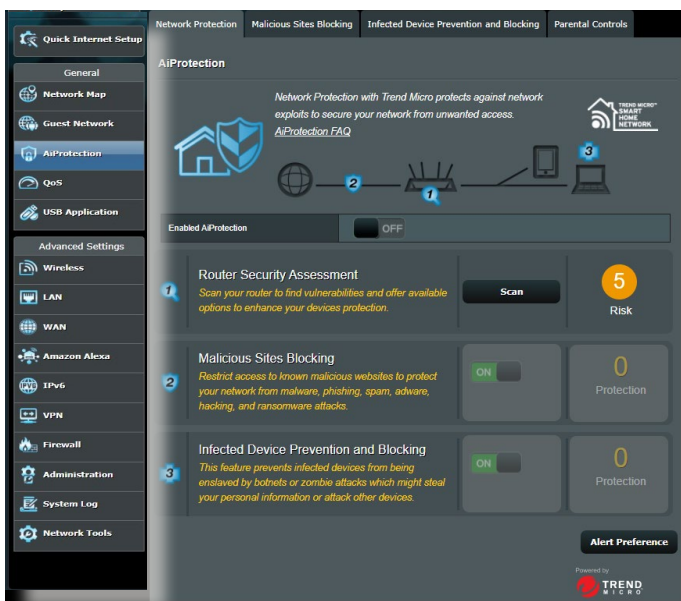 Quick Internet Setup
General
Network Map
Guest Network
AiProtection
QoS
USB Application
Advanced Settings
Wireless
LAN
WAN
Amazon Alexa
IPv6
VPN
Firewall
Administration
System Log
Network Tools
Network Protection Malicious Sites Blocking Infected Device Prevention and Blocking Parental Controls
AiProtection
Network Protection with Trend Micro protects against network
exploits to secure your network from unwanted access.
AiProtection FAQ
TREND MICRO™
SMART
HOME
NETWORK
3
2
1
Enabled AiProtection OFF
1
Router Security Assessment
Scan your router to find vulnerabilities and offer available
options to enhance your devices protection.
Scan
5
Risk
2
Malicious Sites Blocking
Restrict access to known malicious websites to protect
your network from malware, phishing, spam, adware,
hacking, and ransomware attacks.
ON
0
Protection
3
Infected Device Prevention and Blocking
This feature prevents infected devices from being
enslaved by botnets or zombie attacks which might steal
your personal information or attack other devices.
ON
0
Protection
Alert Preference
Powered by
TREND
MICRO